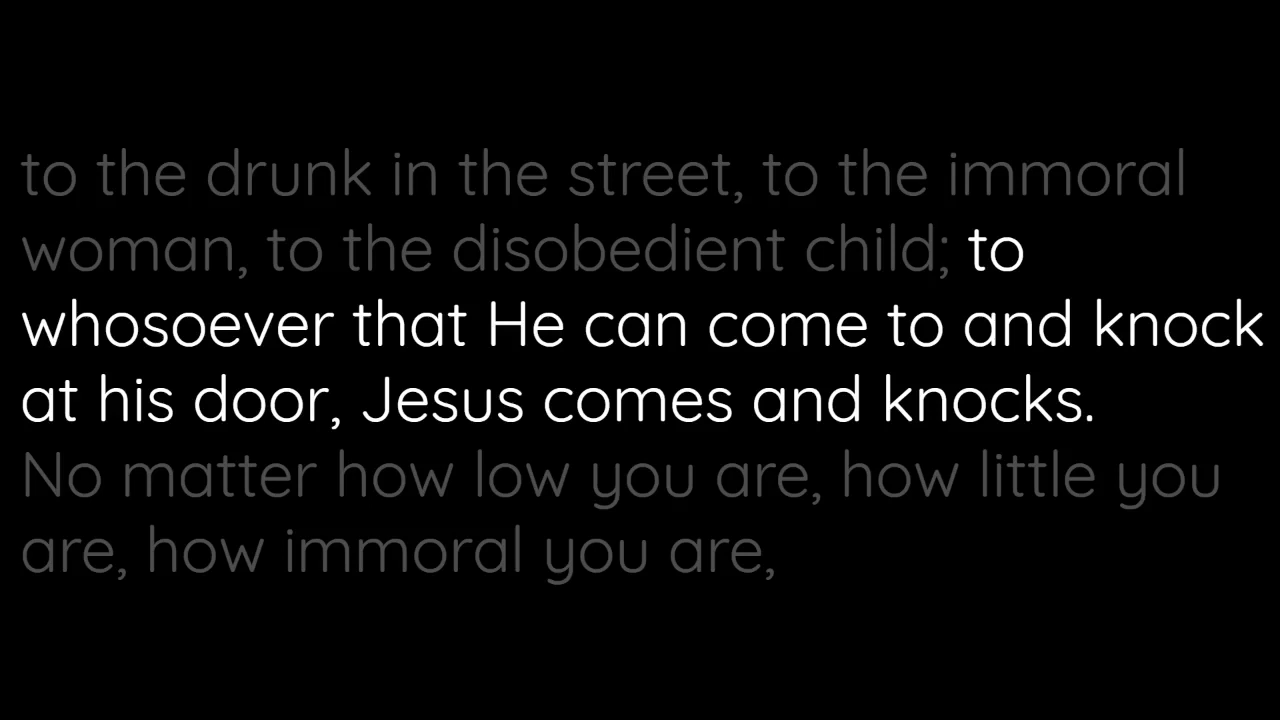 to the drunk in the street, to the immoral
woman, to the disobedient child; to
whosoever that He can come to and knock
at his door, Jesus comes and knocks.
No matter how low you are, how little you
are, how immoral you are,